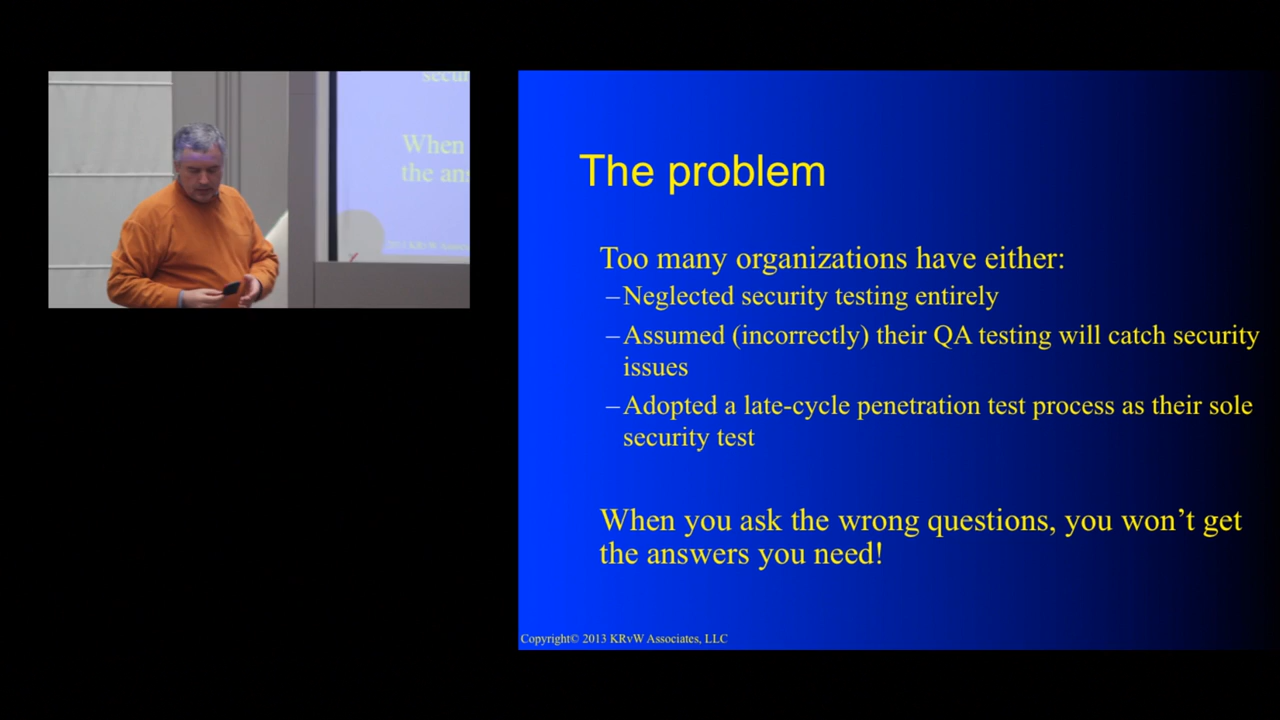 secur
When
the ans
The problem
Too many organizations have either:
–Neglected security testing entirely
–Assumed (incorrectly) their QA testing will catch security
issues
–Adopted a late-cycle penetration test process as their sole
security test
When you ask the wrong questions, you won’t get
the answers you need!
Copyright© 2013 KRvW Associates, LLC